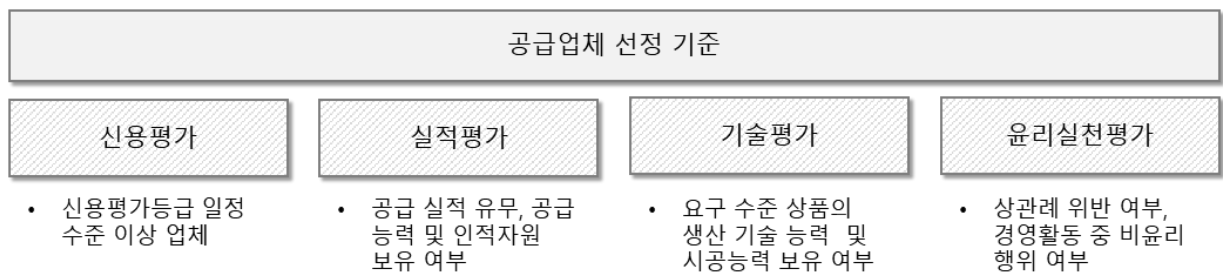 공급업체 선정 기준
신용평가
실적평가
기술평가
윤리실천평가
• 신용평가등급 일정
수준 이상 업체
• 공급 실적 유무, 공급
능력 및 인적자원
보유 여부
• 요구 수준 상품의
생산 기술 능력 및
시공능력 보유 여부
• 상관례 위반 여부,
경영활동 중 비윤리
행위 여부